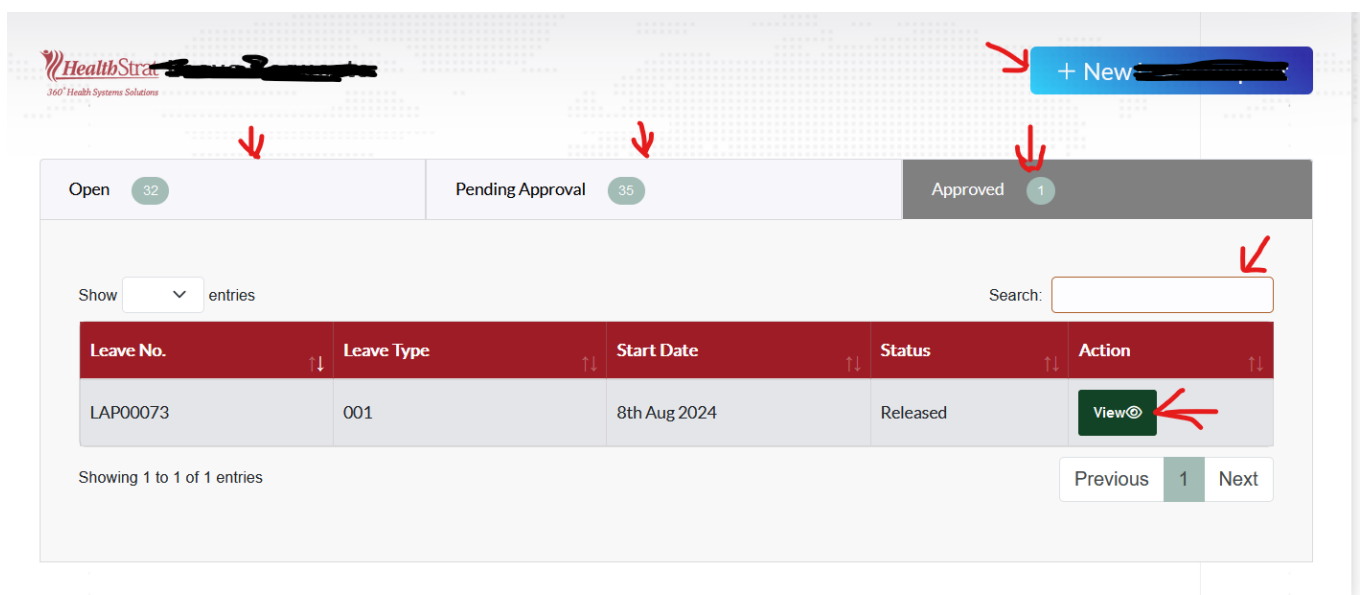 HealthStrat
360° Health Systems Solutions
+ New
Open 32
Pending Approval 35
Approved 1
Show entries
Search:
Leave No. Leave Type Start Date Status Action
LAP00073 001 8th Aug 2024 Released View
Showing 1 to 1 of 1 entries
Previous 1 Next